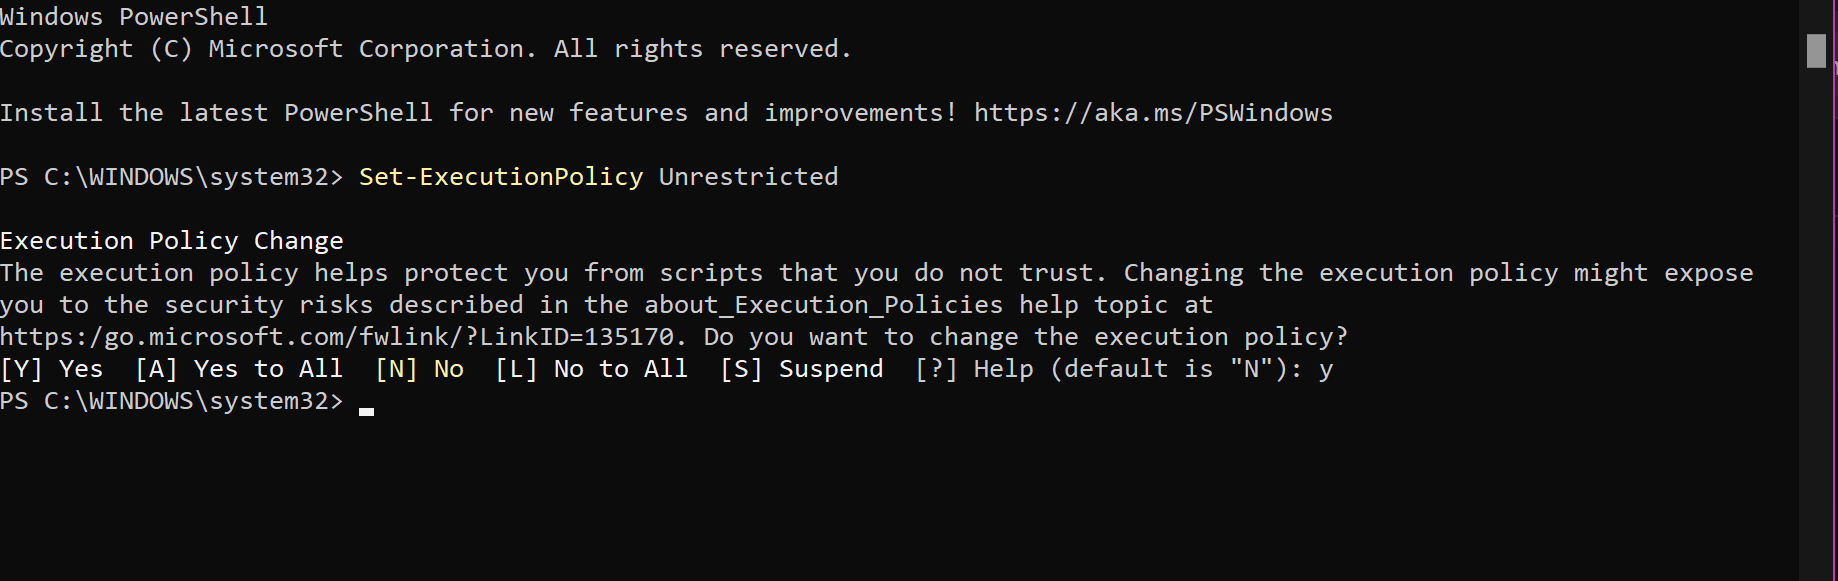 Windows PowerShell
Copyright (C) Microsoft Corporation. All rights reserved.
Install the latest PowerShell for new features and improvements! https://aka.ms/PSWindows
PS C:\WINDOWS\system32> Set-ExecutionPolicy Unrestricted
Execution Policy Change
The execution policy helps protect you from scripts that you do not trust. Changing the execution policy might expose
you to the security risks described in the about_Execution_Policies help topic at
https:/go.microsoft.com/fwlink/?LinkID=135170. Do you want to change the execution policy?
[Y] Yes  [A] Yes to All  [N] No  [L] No to All  [S] Suspend  [?] Help (default is "N"): y
PS C:\WINDOWS\system32>